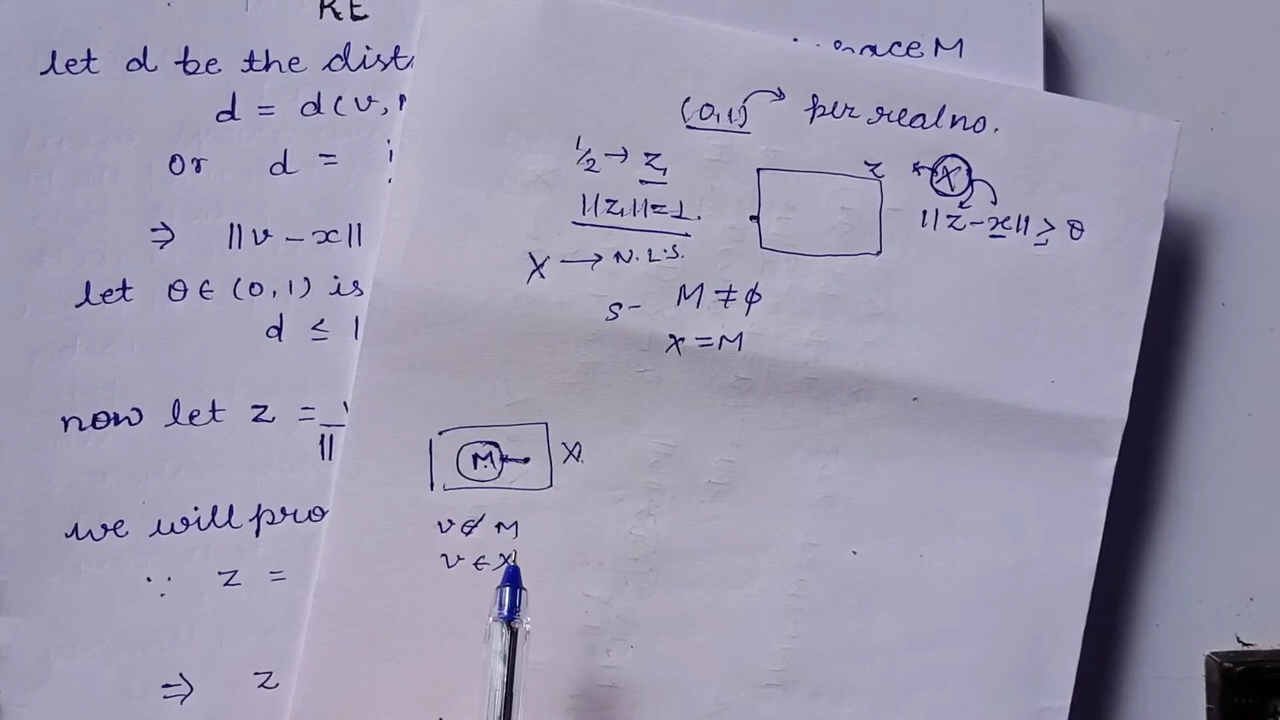 RE
let d be the dist
d = d(v,
or d =
⇒ ||v-x||
let θ ∈ (0,1) is
d ≤
now let z =
||
we will pro
∵ z =
⇒ z
M
(0,1) → per real no.
1/2 → z₁
||z₁||=1.
z
x
||z-x|| ≥ θ
X → N.L.S.
S- M ≠ φ
X = M
M
X.
v ∉ M
v ∈ X